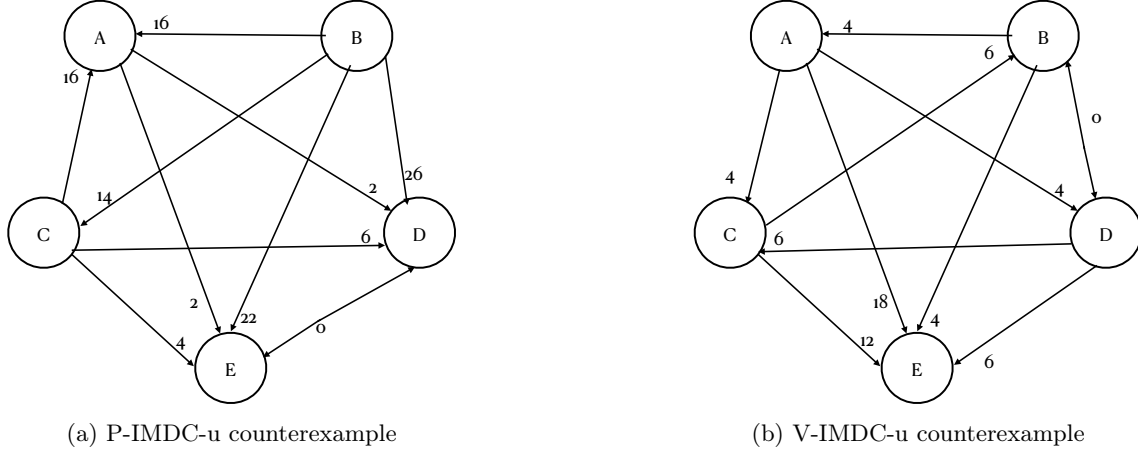 16 A B 4 A B
16 6
0
14 2 26 4 4
C 6 D C 6 D
2 22 18
4 0 12 4 6
E E
(a) P-IMDC-u counterexample (b) V-IMDC-u counterexample